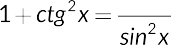 1 + ctg²x = —
sin²x